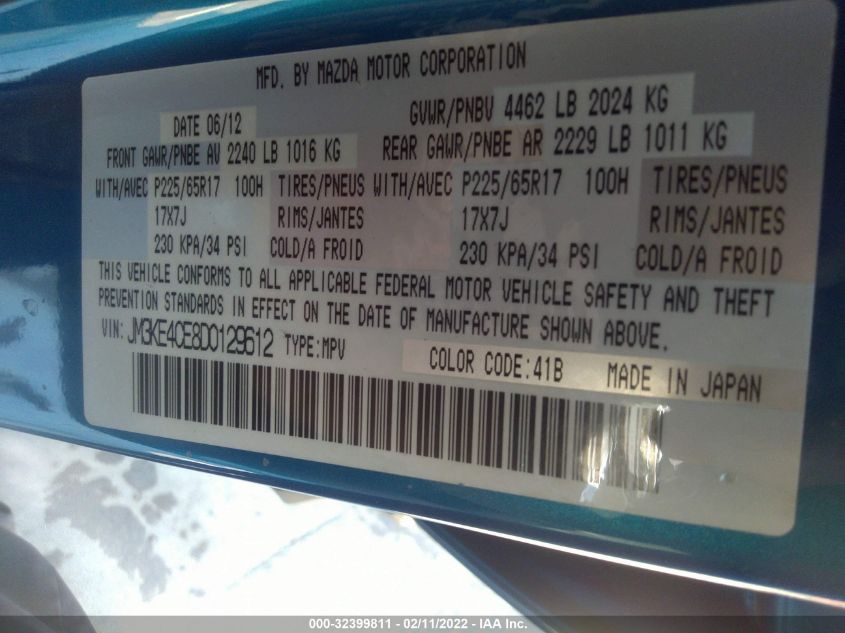 MFD. BY MAZDA MOTOR CORPORATION
DATE 06/12 GVWR/PNBV 4462 LB 2024 KG
FRONT GAWR/PNBE AV 2240 LB 1016 KG REAR GAWR/PNBE AR 2229 LB 1011 KG
WITH/AVEC P225/65R17 100H TIRES/PNEUS WITH/AVEC P225/65R17 100H TIRES/PNEUS
17X7J RIMS/JANTES 17X7J RIMS/JANTES
230 KPA/34 PSI COLD/A FROID 230 KPA/34 PSI COLD/A FROID
THIS VEHICLE CONFORMS TO ALL APPLICABLE FEDERAL MOTOR VEHICLE SAFETY AND THEFT
PREVENTION STANDARDS IN EFFECT ON THE DATE OF MANUFACTURE SHOWN ABOVE.
VIN: JM3KE4CE8D0129612 TYPE:MPV COLOR CODE:41B MADE IN JAPAN
000-32399811 - 02/11/2022 - IAA, Inc.